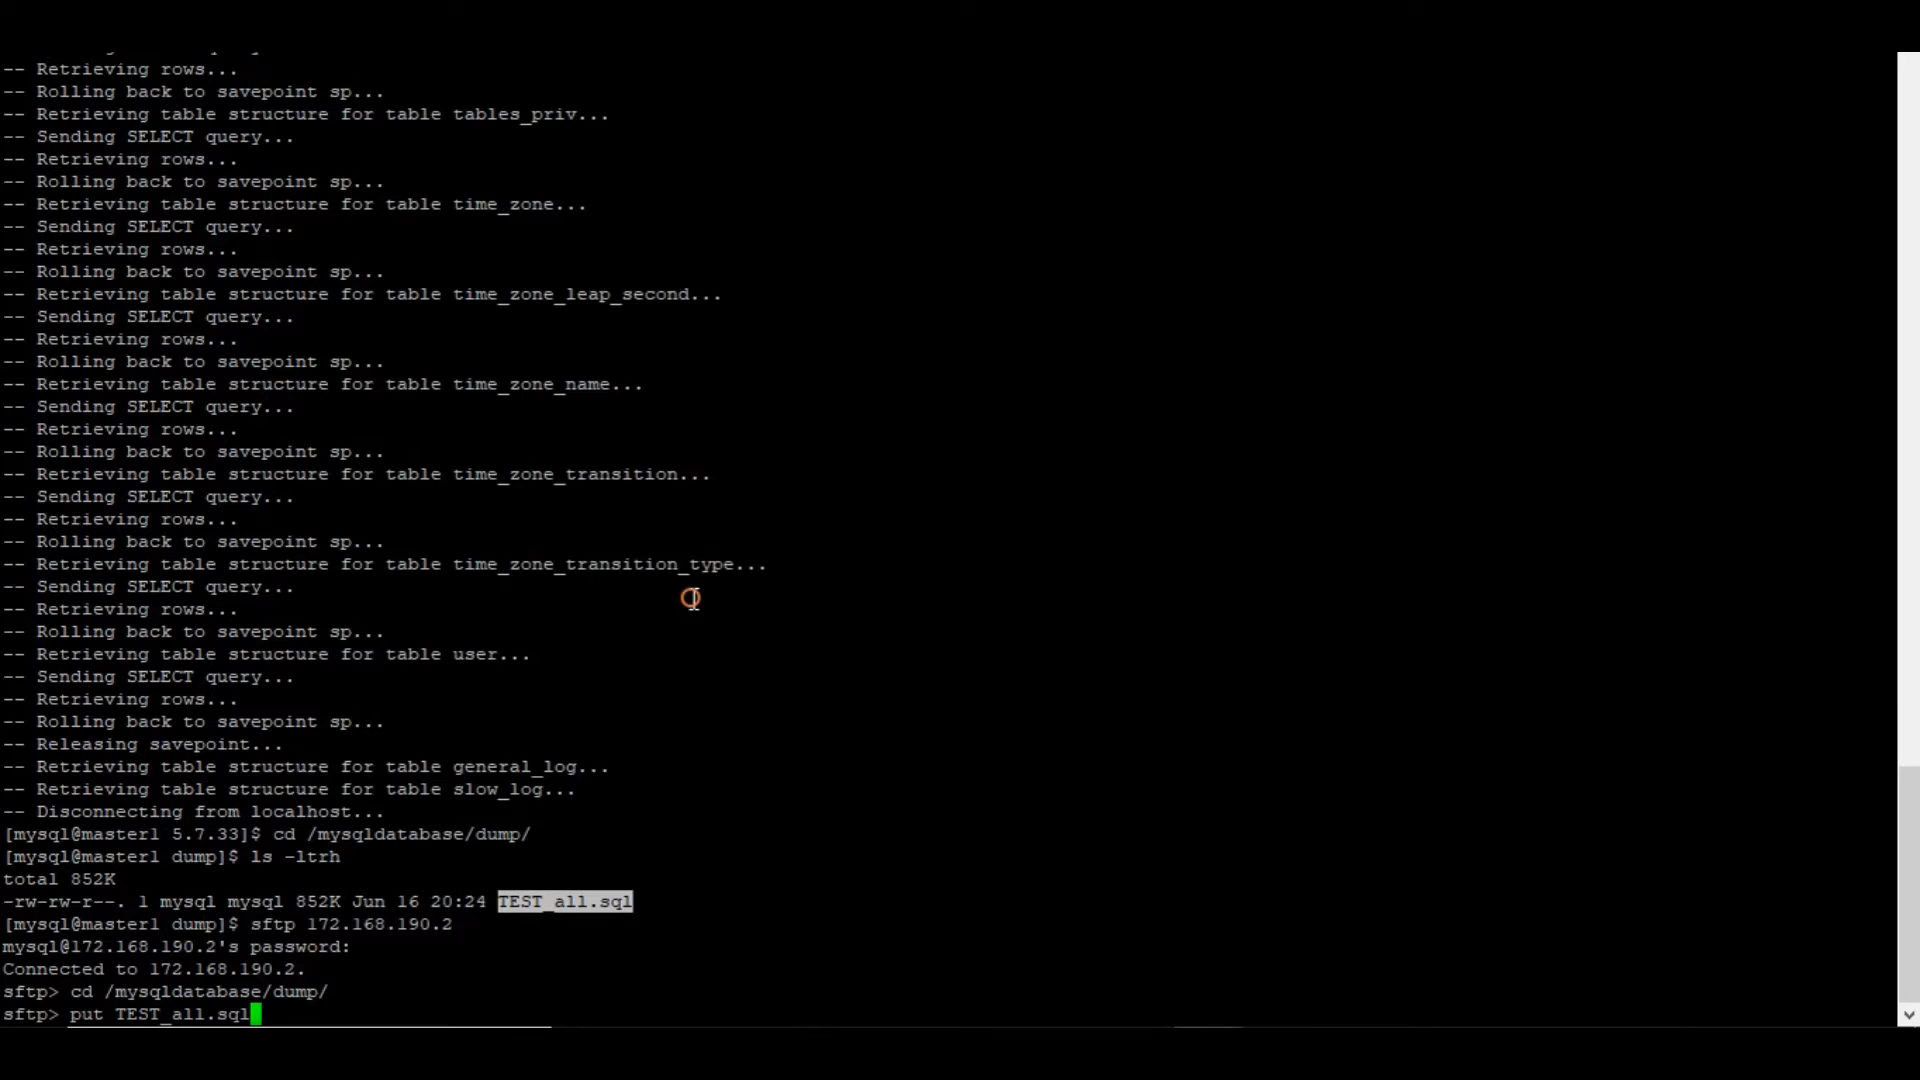 -- Retrieving rows...
-- Rolling back to savepoint sp...
-- Retrieving table structure for table tables_priv...
-- Sending SELECT query...
-- Retrieving rows...
-- Rolling back to savepoint sp...
-- Retrieving table structure for table time_zone...
-- Sending SELECT query...
-- Retrieving rows...
-- Rolling back to savepoint sp...
-- Retrieving table structure for table time_zone_leap_second...
-- Sending SELECT query...
-- Retrieving rows...
-- Rolling back to savepoint sp...
-- Retrieving table structure for table time_zone_name...
-- Sending SELECT query...
-- Retrieving rows...
-- Rolling back to savepoint sp...
-- Retrieving table structure for table time_zone_transition...
-- Sending SELECT query...
-- Retrieving rows...
-- Rolling back to savepoint sp...
-- Retrieving table structure for table time_zone_transition_type...
-- Sending SELECT query...
-- Retrieving rows...
-- Rolling back to savepoint sp...
-- Retrieving table structure for table user...
-- Sending SELECT query...
-- Retrieving rows...
-- Rolling back to savepoint sp...
-- Releasing savepoint...
-- Retrieving table structure for table general_log...
-- Retrieving table structure for table slow_log...
-- Disconnecting from localhost...
[mysql@master1 5.7.33]$ cd /mysqldatabase/dump/
[mysql@master1 dump]$ ls -ltrh
total 852K
-rw-rw-r--. 1 mysql mysql 852K Jun 16 20:24 TEST_all.sql
[mysql@master1 dump]$ sftp 172.168.190.2
mysql@172.168.190.2's password:
Connected to 172.168.190.2.
sftp> cd /mysqldatabase/dump/
sftp> put TEST_all.sql